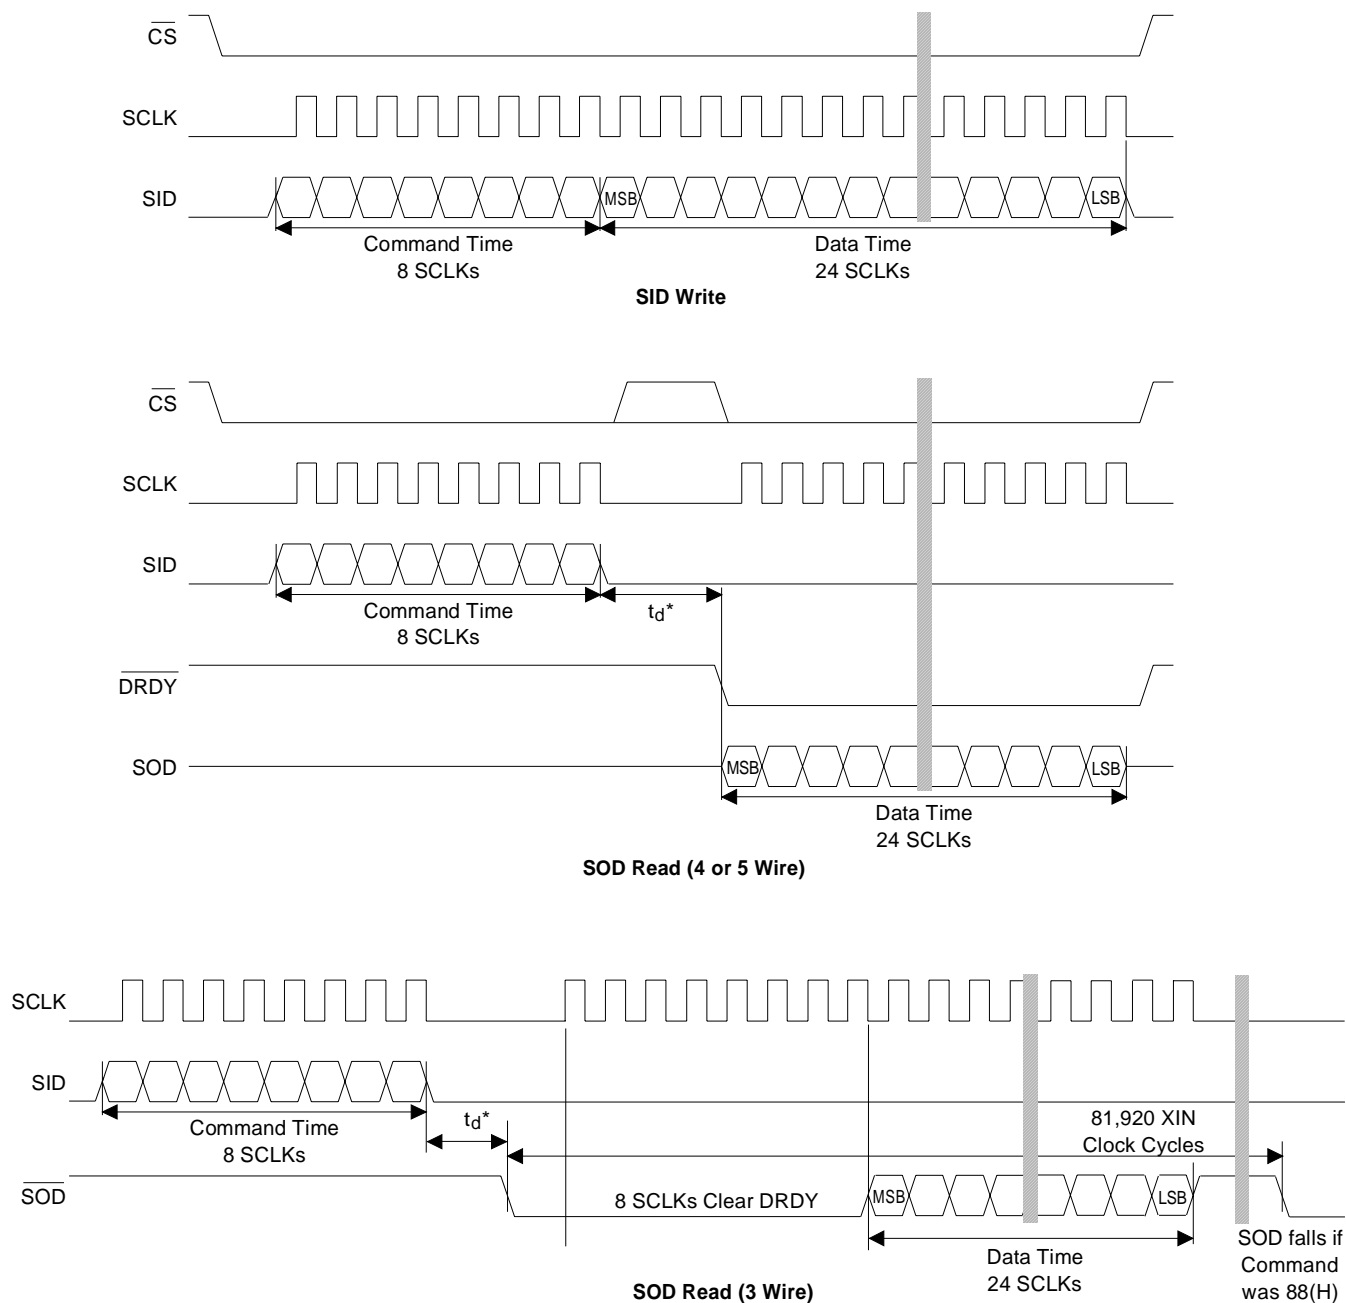 CS
SCLK
SID
MSB
LSB
Command Time
8 SCLKs
Data Time
24 SCLKs
SID Write
CS
SCLK
SID
Command Time
8 SCLKs
td*
DRDY
SOD
MSB
LSB
Data Time
24 SCLKs
SOD Read (4 or 5 Wire)
SCLK
SID
Command Time
8 SCLKs
td*
81,920 XIN
Clock Cycles
SOD
8 SCLKs Clear DRDY
MSB
LSB
Data Time
24 SCLKs
SOD falls if
Command
was 88(H)
SOD Read (3 Wire)